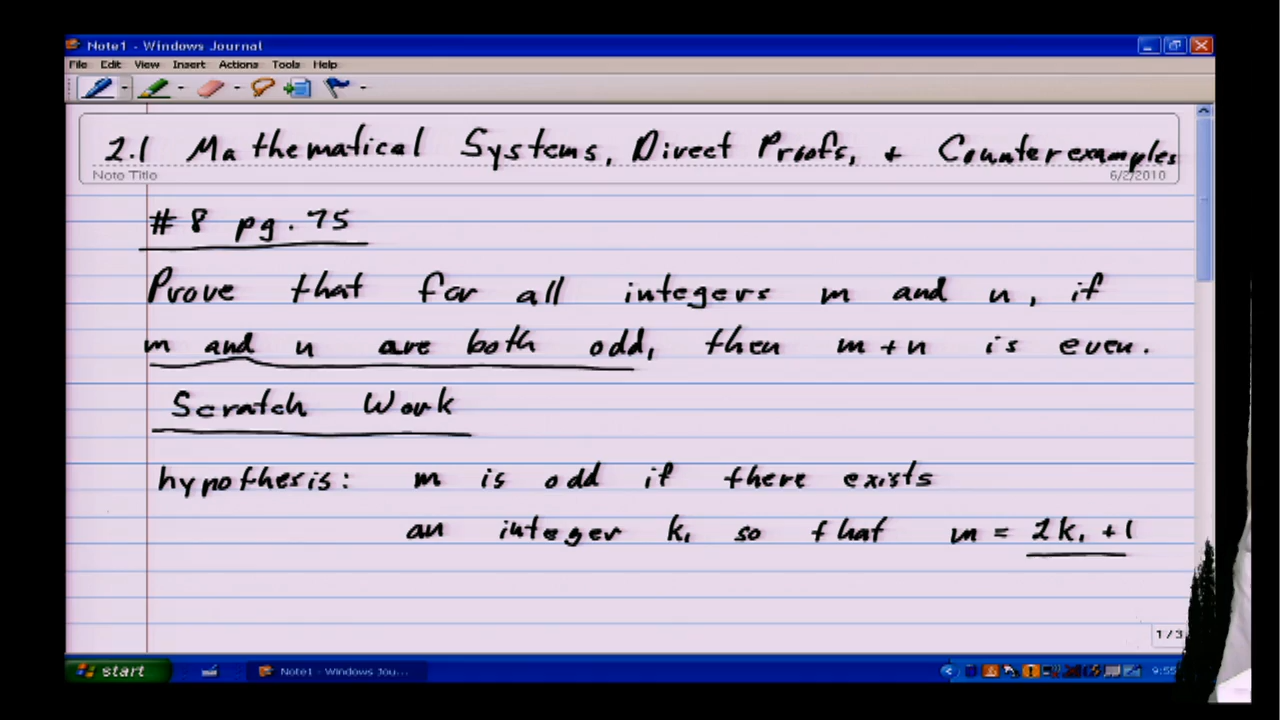 Note1 - Windows Journal
File Edit View Insert Actions Tools Help
2.1 Mathematical Systems, Direct Proofs, + Counterexamples
Note Title
6/2/2010
# 8 pg. 75
Prove that for all integers m and n, if
m and n are both odd, then m + n is even.
Scratch Work
hypothesis: m is odd if there exists
an integer k₁ so that m = 2k₁ + 1
1 / 3
start
Note1 - Windows Jou...
9:55